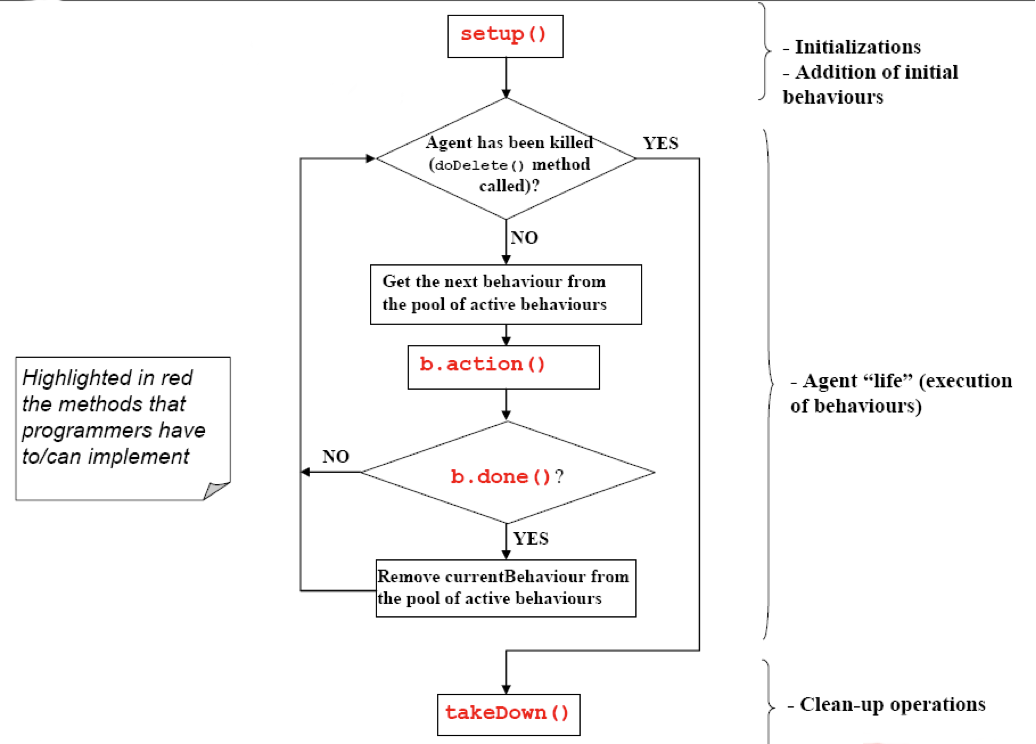 setup()
- Initializations
- Addition of initial
behaviours
Agent has been killed
(doDelete() method
called)?
YES
NO
Get the next behaviour from
the pool of active behaviours
b.action()
Highlighted in red
the methods that
programmers have
to/can implement
- Agent “life” (execution
of behaviours)
NO
b.done()?
YES
Remove currentBehaviour from
the pool of active behaviours
takeDown()
- Clean-up operations